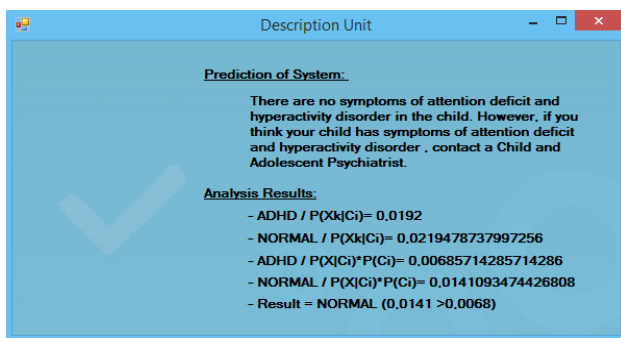 Description Unit
Prediction of System:
There are no symptoms of attention deficit and
hyperactivity disorder in the child. However, if you
think your child has symptoms of attention deficit
and hyperactivity disorder , contact a Child and
Adolescent Psychiatrist.
Analysis Results:
- ADHD / P(Xk|Ci)= 0,0192
- NORMAL / P(Xk|Ci)= 0,0219478737997256
- ADHD / P(X|Ci)*P(Ci)= 0,00685714285714286
- NORMAL / P(X|Ci)*P(Ci)= 0,0141093474426808
- Result = NORMAL (0,0141 >0,0068)